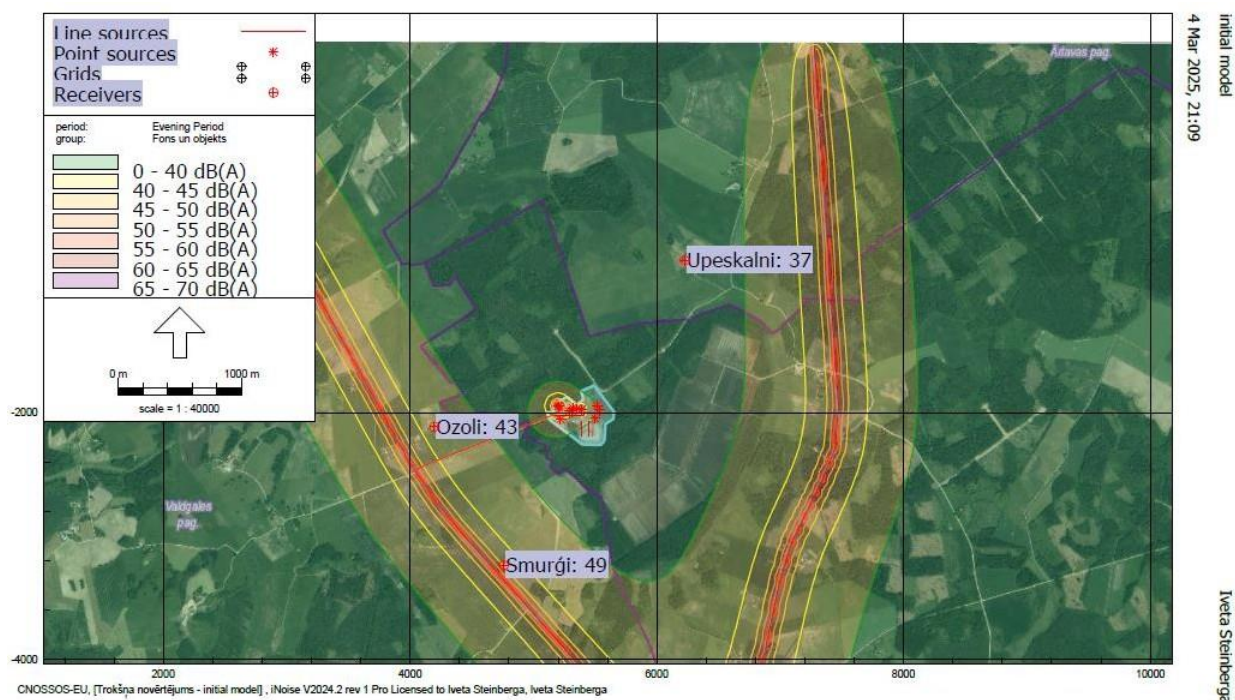 Line sources
Point sources
Grids
Receivers
period: Evening Period
group: Fons un objekts
0 - 40 dB(A)
40 - 45 dB(A)
45 - 50 dB(A)
50 - 55 dB(A)
55 - 60 dB(A)
60 - 65 dB(A)
65 - 70 dB(A)
0 m 1000 m
scale = 1 : 40000
Ādavas pag.
Upeskalni: 37
Ozoli: 43
Valdgales
pag.
Smurģi: 49
-2000
-4000
2000 4000 6000 8000 10000
CNOSSOS-EU, [Trokšņa novērtējums - initial model] , iNoise V2024.2 rev 1 Pro Licensed to Iveta Steinberga, Iveta Steinberga
initial model
4 Mar 2025, 21:09
Iveta Steinberga